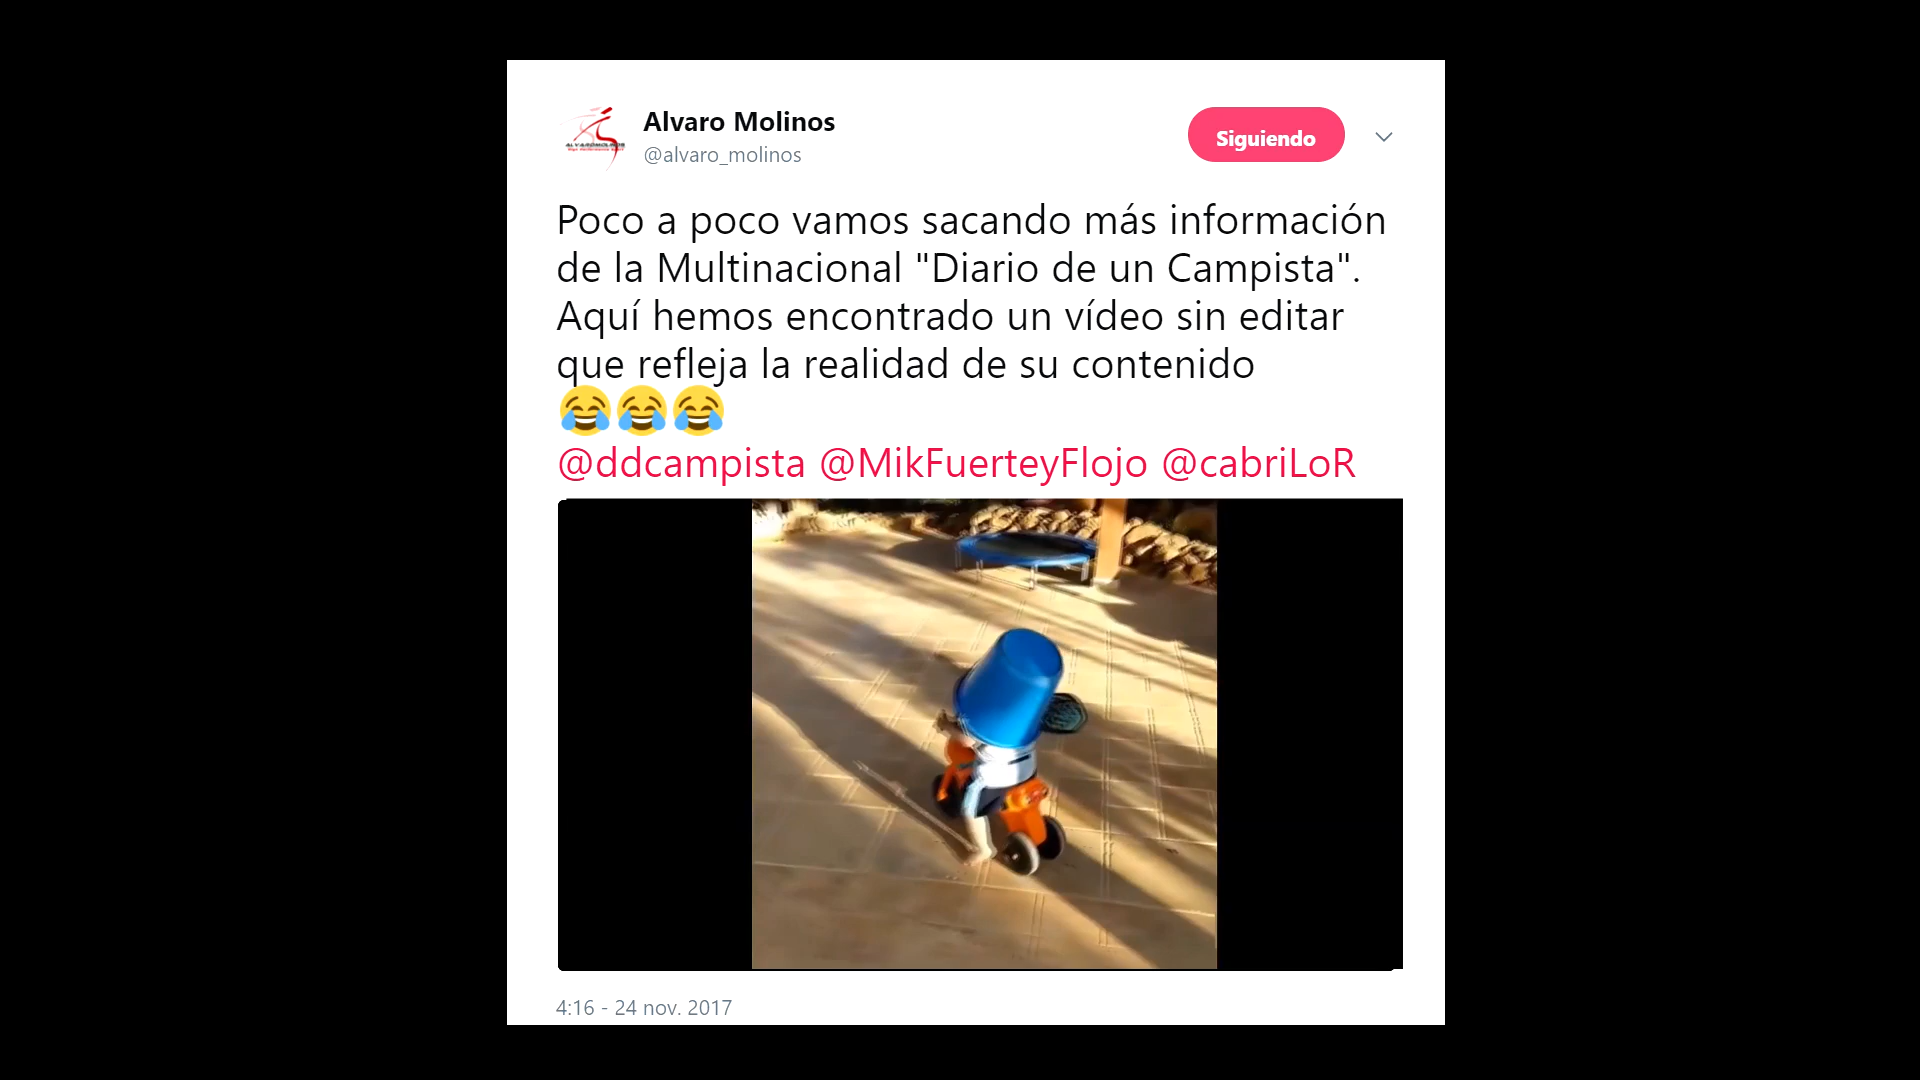 Alvaro Molinos
@alvaro_molinos
Siguiendo
ALVAROMOLINOS
Poco a poco vamos sacando más información
de la Multinacional "Diario de un Campista".
Aquí hemos encontrado un vídeo sin editar
que refleja la realidad de su contenido
😂😂😂
@ddcampista @MikFuerteyFlojo @cabriLoR
4:16 - 24 nov. 2017